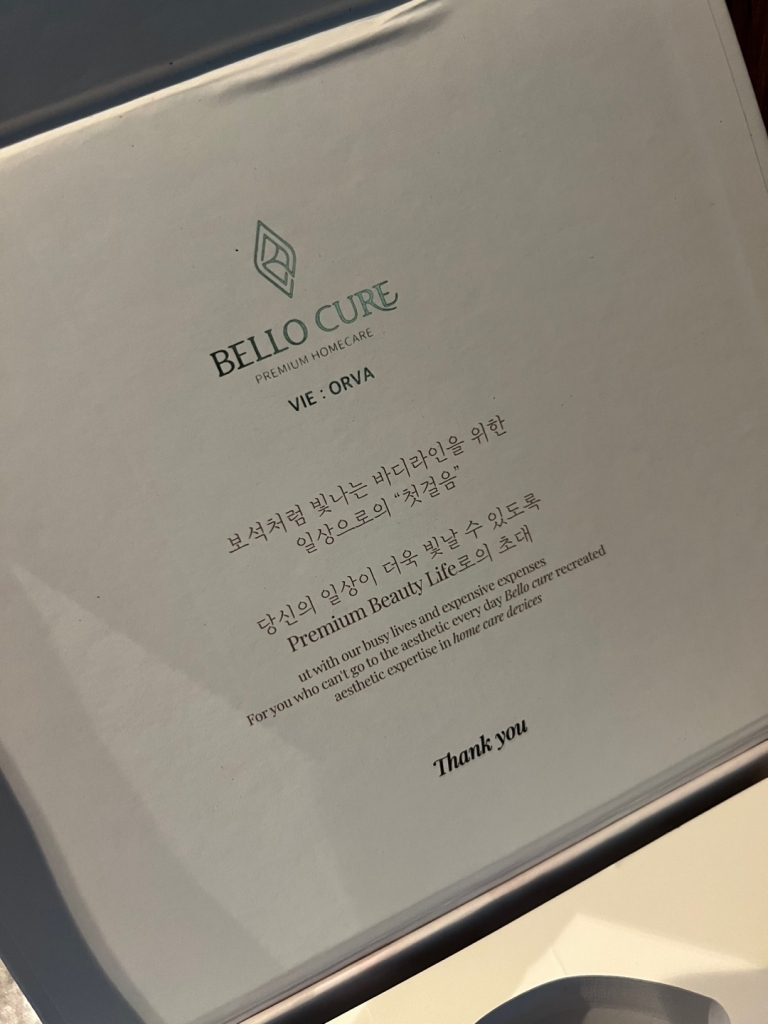 BELLO CURE
PREMIUM HOMECARE
VIE : ORVA
보석처럼 빛나는 바디라인을 위한
일상으로의 “첫걸음”
당신의 일상이 더욱 빛날 수 있도록
Premium Beauty Life로의 초대
ut with our busy lives and expensive expenses
For you who can't go to the aesthetic every day Bello cure recreated
aesthetic expertise in home care devices
Thank you